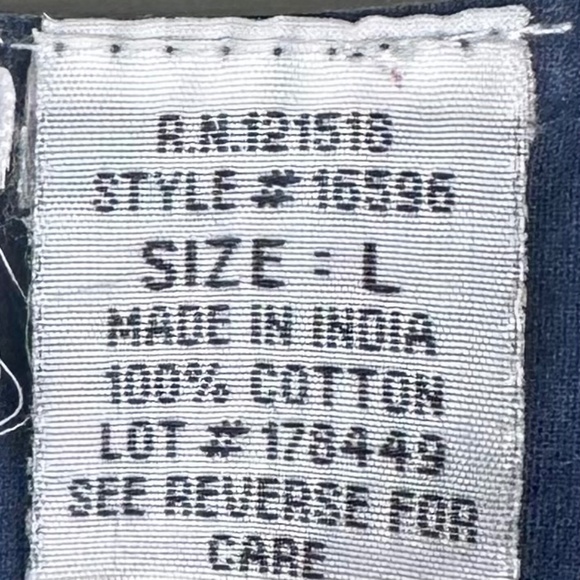 R.N.121516
STYLE # 16596
SIZE : L
MADE IN INDIA
100% COTTON
LOT # 178449
SEE REVERSE FOR
CARE